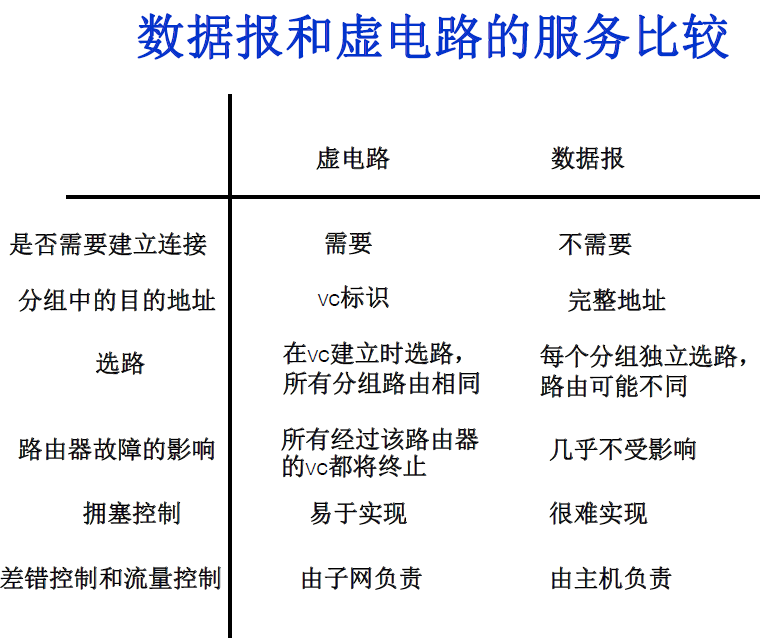 数据报和虚电路的服务比较
虚电路 数据报
是否需要建立连接 需要 不需要
分组中的目的地址 vc标识 完整地址
选路 在vc建立时选路， 每个分组独立选路，
所有分组路由相同 路由可能不同
路由器故障的影响 所有经过该路由器 几乎不受影响
的vc都将终止
拥塞控制 易于实现 很难实现
差错控制和流量控制 由子网负责 由主机负责